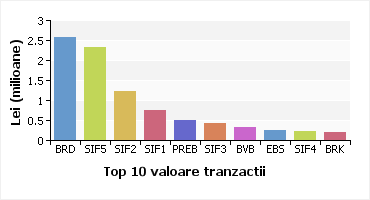 3
2.5
2
1.5
1
0.5
0
Lei (milioane)
BRD SIF5 SIF2 SIF1 PREB SIF3 BVB EBS SIF4 BRK
Top 10 valoare tranzactii